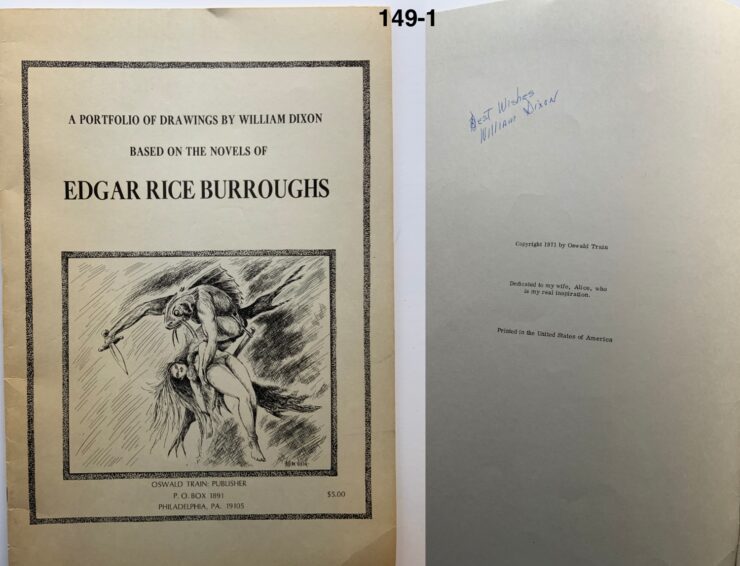 149-1
A PORTFOLIO OF DRAWINGS BY WILLIAM DIXON
BASED ON THE NOVELS OF
EDGAR RICE BURROUGHS
OSWALD TRAIN: PUBLISHER
P. O. BOX 1891
$5.00
PHILADELPHIA, PA. 19105
Best Wishes
William Dixon
Copyright 1971 by Oswald Train
Dedicated to my wife, Alice, who
is my real inspiration.
Printed in the United States of America